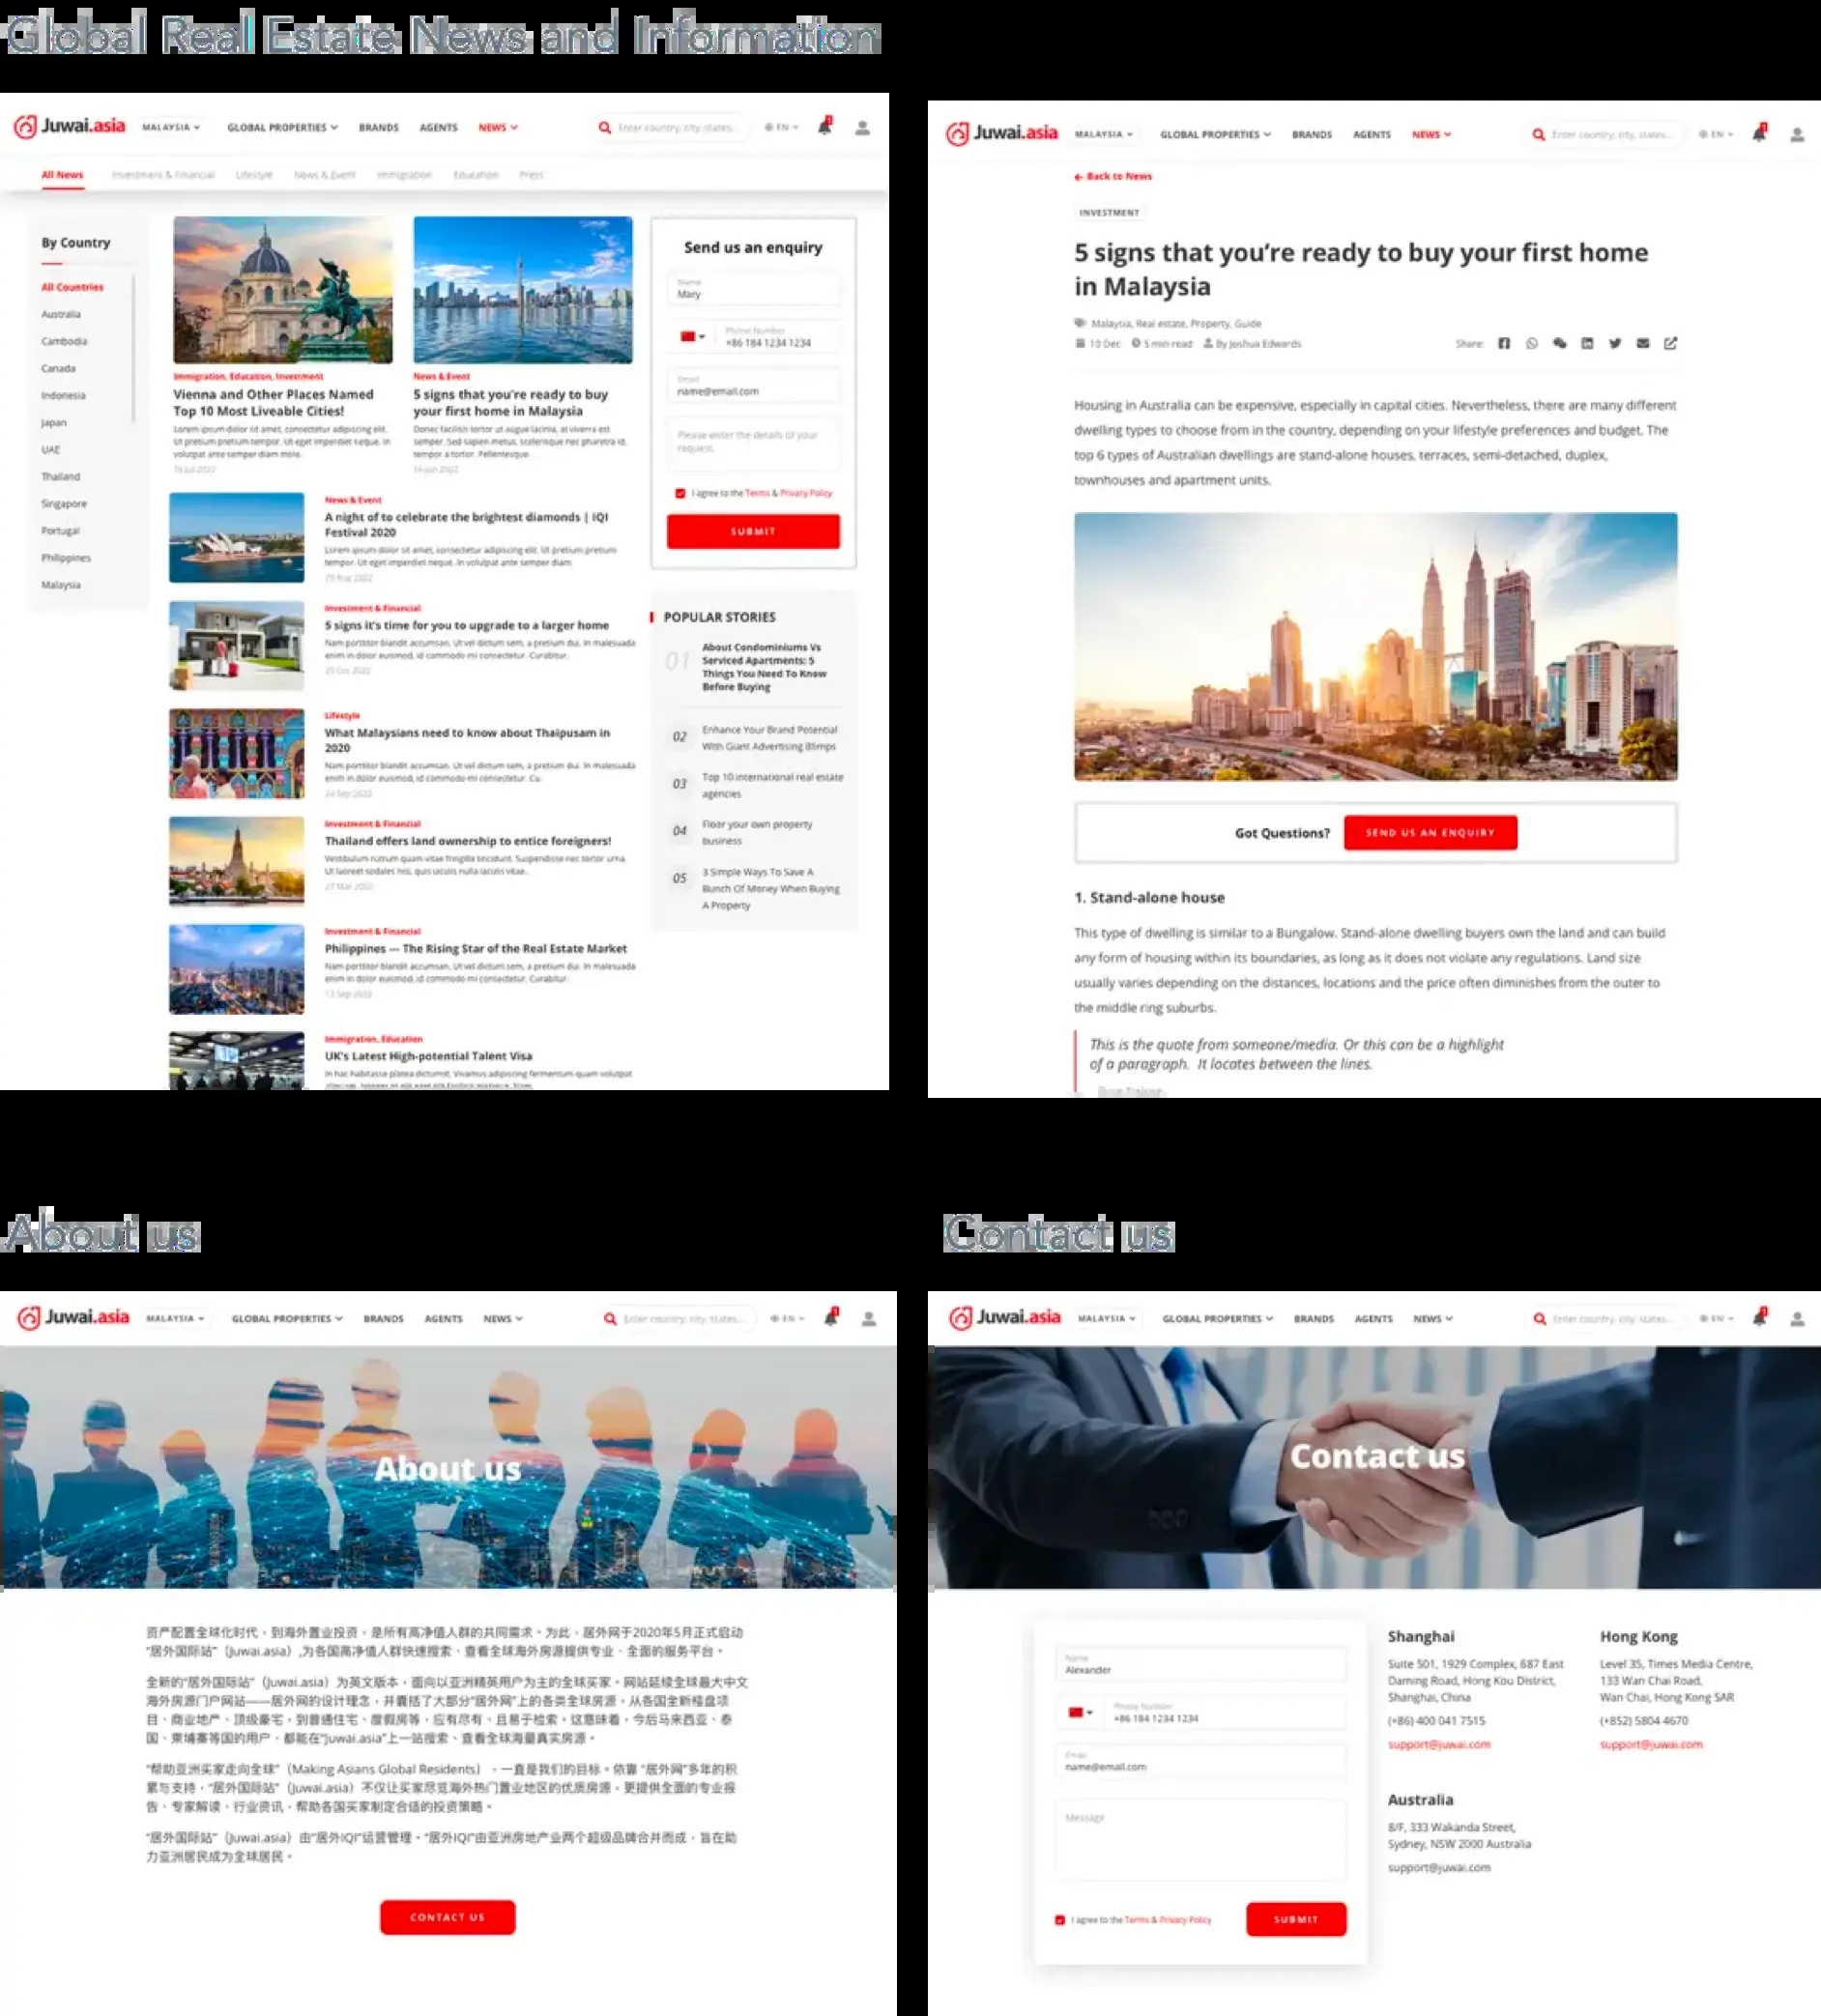 Global Real Estate News and Information
Juwai.asia MALAYSIA GLOBAL PROPERTIES BRANDS AGENTS NEWS Enter country, city, states... EN
All News Investment & Financial Lifestyle News & Event Immigration Education Press
By Country
All Countries
Australia
Cambodia
Canada
Indonesia
Japan
UAE
Thailand
Singapore
Portugal
Philippines
Malaysia
Immigration, Education, Investment
Vienna and Other Places Named
Top 10 Most Liveable Cities!
Lorem ipsum dolor sit amet, consectetur adipiscing elit.
Ut pretium pretium tempor. Ut eget imperdiet neque. In
volutpat ante semper diam mole.
16 Jul 2022
News & Event
5 signs that you're ready to buy
your first home in Malaysia
Donec facilisis tortor ut augue lacinia, at viverra est
semper. Sed sapien metus, scelerisque nec pharetra id,
tempor a tortor. Pellentesque.
14 Jun 2022
News & Event
A night of to celebrate the brightest diamonds | IQI
Festival 2020
Lorem ipsum dolor sit amet, consectetur adipiscing elit. Ut pretium pretium
tempor. Ut eget imperdiet neque. In volutpat ante semper diam
Aug 2022
Investment & Financial
5 signs it's time for you to upgrade to a larger home
Nam porttitor blandit accumsan. Ut vel dictum sem, a pretium dui. In malesuada
enim in dolor euismod, id commodo mi consectetur. Curabitur.
25 Oct 2022
Lifestyle
What Malaysians need to know about Thaipusam in
2020
Nam porttitor blandit accumsan. Ut vel dictum sem, a pretium dui. In malesuada
enim in dolor euismod, id commodo mi consectetur. Cu.
24 Sep 2022
Investment & Financial
Thailand offers land ownership to entice foreigners!
Vestibulum rutrum quam vitae fringilla tincidunt. Suspendisse nec tortor urna.
Ut laoreet sodales nisi, quis iaculis nulla iaculis vitae.
27 Mar 2022
Investment & Financial
Philippines — The Rising Star of the Real Estate Market
Nam porttitor blandit accumsan. Ut vel dictum sem, a pretium dui. In malesuada
enim in dolor euismod, id commodo mi consectetur. Curabitur.
13 Sep 2022
Immigration, Education
UK's Latest High-potential Talent Visa
In hac habitasse platea dictumst. Vivamus adipiscing fermentum quam volutpat
Send us an enquiry
Name
Mary
Phone Number
+86 184 1234 1234
Email
name@email.com
Please enter the details of your
request.
I agree to the Terms & Privacy Policy
SUBMIT
POPULAR STORIES
01 About Condominiums Vs
Serviced Apartments: 5
Things You Need To Know
Before Buying
02 Enhance Your Brand Potential
With Giant Advertising Blimps
03 Top 10 international real estate
agencies
04 Floor your own property
business
05 3 Simple Ways To Save A
Bunch Of Money When Buying
A Property
Juwai.asia MALAYSIA GLOBAL PROPERTIES BRANDS AGENTS NEWS Enter country, city, states... EN
Back to News
INVESTMENT
5 signs that you're ready to buy your first home
in Malaysia
Malaysia, Real estate, Property, Guide
10 Dec 5 min read By Joshua Edwards Share:
Housing in Australia can be expensive, especially in capital cities. Nevertheless, there are many different
dwelling types to choose from in the country, depending on your lifestyle preferences and budget. The
top 6 types of Australian dwellings are stand-alone houses, terraces, semi-detached, duplex,
townhouses and apartment units.
Got Questions? SEND US AN ENQUIRY
1. Stand-alone house
This type of dwelling is similar to a Bungalow. Stand-alone dwelling buyers own the land and can build
any form of housing within its boundaries, as long as it does not violate any regulations. Land size
usually varies depending on the distances, locations and the price often diminishes from the outer to
the middle ring suburbs.
This is the quote from someone/media. Or this can be a highlight
of a paragraph. It locates between the lines.
About us
Juwai.asia MALAYSIA GLOBAL PROPERTIES BRANDS AGENTS NEWS Enter country, city, states... EN
About us
资产配置全球化时代，到海外置业投资，是所有高净值人群的共同需求。为此，居外网于2020年5月正式启动
“居外国际站”（Juwai.asia）,为各国高净值人群快速搜索、查看全球海外房源提供专业、全面的服务平台。
全新的“居外国际站”（Juwai.asia）为英文版本，面向以亚洲精英用户为主的全球买家。网站延续全球最大中文
海外房源门户网站——居外网的设计理念，并囊括了大部分“居外网”上的各类全球房源，从各国全新楼盘项
目、商业地产、顶级豪宅，到普通住宅、度假房等，应有尽有、且易于检索。这意味着，今后马来西亚、泰
国、柬埔寨等国的用户，都能在“Juwai.asia”上一站搜索、查看全球海量真实房源。
“帮助亚洲买家走向全球”（Making Asians Global Residents），一直是我们的目标。依靠 “居外网”多年的积
累与支持，“居外国际站”（Juwai.asia）不仅让买家尽览海外热门置业地区的优质房源，更提供全面的专业报
告、专家解读、行业资讯，帮助各国买家制定合适的投资策略。
“居外国际站”（Juwai.asia）由“居外IQI”运营管理。“居外IQI”由亚洲房地产业两个超级品牌合并而成，旨在助
力亚洲居民成为全球居民。
CONTACT US
Contact us
Juwai.asia MALAYSIA GLOBAL PROPERTIES BRANDS AGENTS NEWS Enter country, city, states... EN
Contact us
Name
Alexander
Phone Number
+86 184 1234 1234
Email
name@email.com
Message
I agree to the Terms & Privacy Policy
SUBMIT
Shanghai
Suite 501, 1929 Complex, 687 East
Daming Road, Hong Kou District,
Shanghai, China
(+86) 400 041 7515
support@juwai.com
Hong Kong
Level 35, Times Media Centre,
133 Wan Chai Road,
Wan Chai, Hong Kong SAR
(+852) 5804 4670
support@juwai.com
Australia
8/F, 333 Wakanda Street,
Sydney, NSW 2000 Australia
support@juwai.com